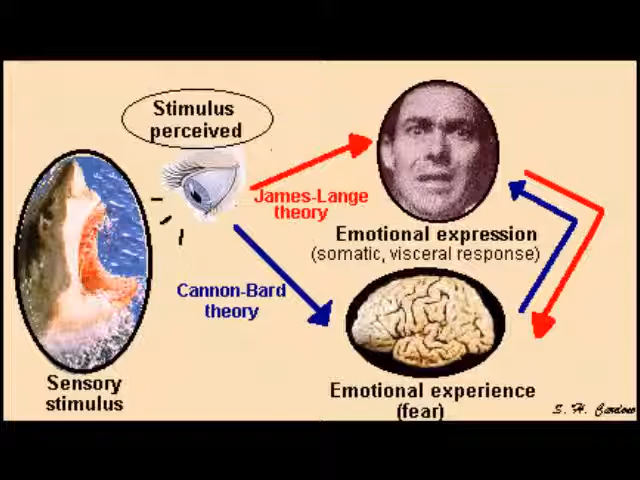 Stimulus
perceived
James-Lange
theory
Emotional expression
(somatic, visceral response)
Cannon-Bard
theory
Sensory
stimulus
Emotional experience
(fear)
S. H. Cardoso